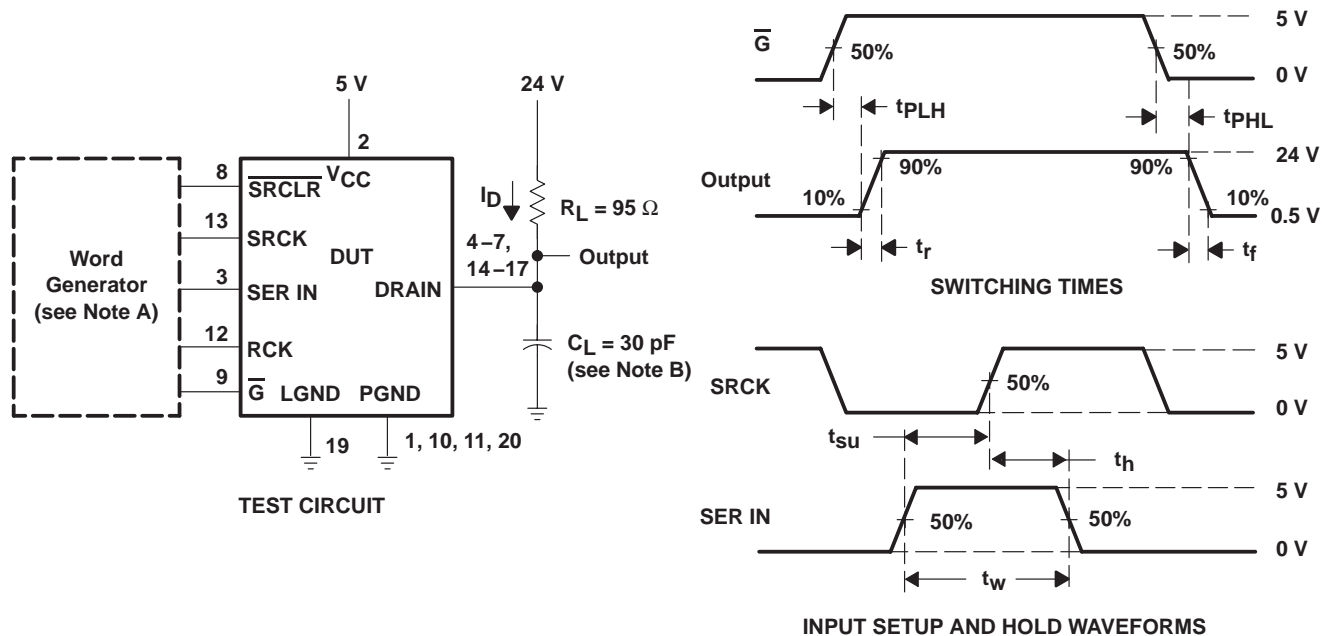 5 V
24 V
2
8
SRCLR
VCC
ID
RL = 95 Ω
13
SRCK
DUT
4–7,
14–17
Output
Word
Generator
(see Note A)
3
SER IN
DRAIN
12
RCK
CL = 30 pF
(see Note B)
9
G
LGND
PGND
19
1, 10, 11, 20
TEST CIRCUIT
G
50%
50%
5 V
0 V
tPLH
tPHL
Output
10%
90%
90%
10%
24 V
0.5 V
tr
tf
SWITCHING TIMES
SRCK
50%
5 V
0 V
tsu
th
SER IN
50%
50%
5 V
0 V
tw
INPUT SETUP AND HOLD WAVEFORMS